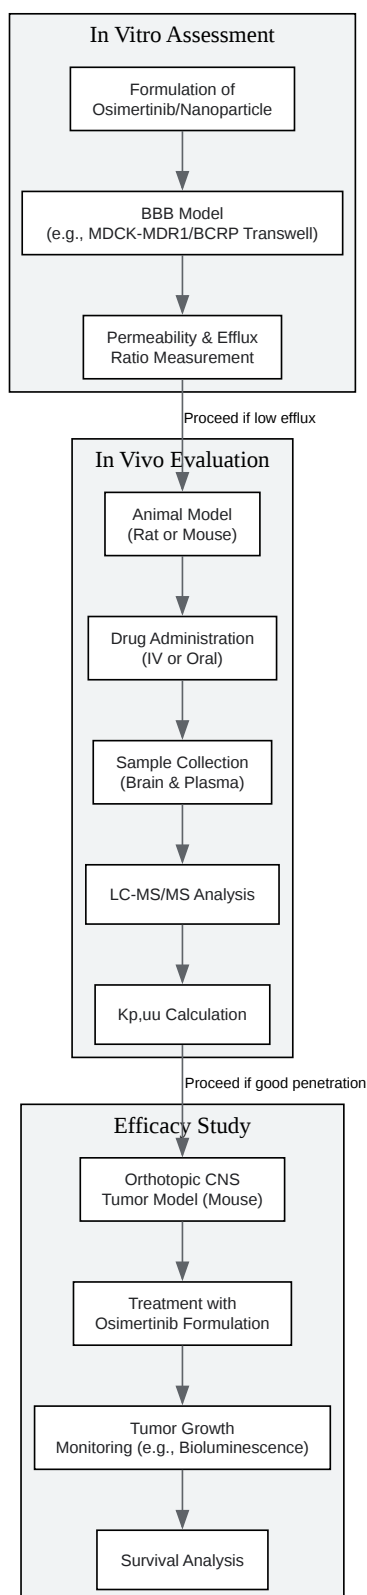 In Vitro Assessment
Formulation of
Osimertinib/Nanoparticle
BBB Model
(e.g., MDCK-MDR1/BCRP Transwell)
Permeability & Efflux
Ratio Measurement
Proceed if low efflux
In Vivo Evaluation
Animal Model
(Rat or Mouse)
Drug Administration
(IV or Oral)
Sample Collection
(Brain & Plasma)
LC-MS/MS Analysis
Kp,uu Calculation
Proceed if good penetration
Efficacy Study
Orthotopic CNS
Tumor Model (Mouse)
Treatment with
Osimertinib Formulation
Tumor Growth
Monitoring (e.g., Bioluminescence)
Survival Analysis